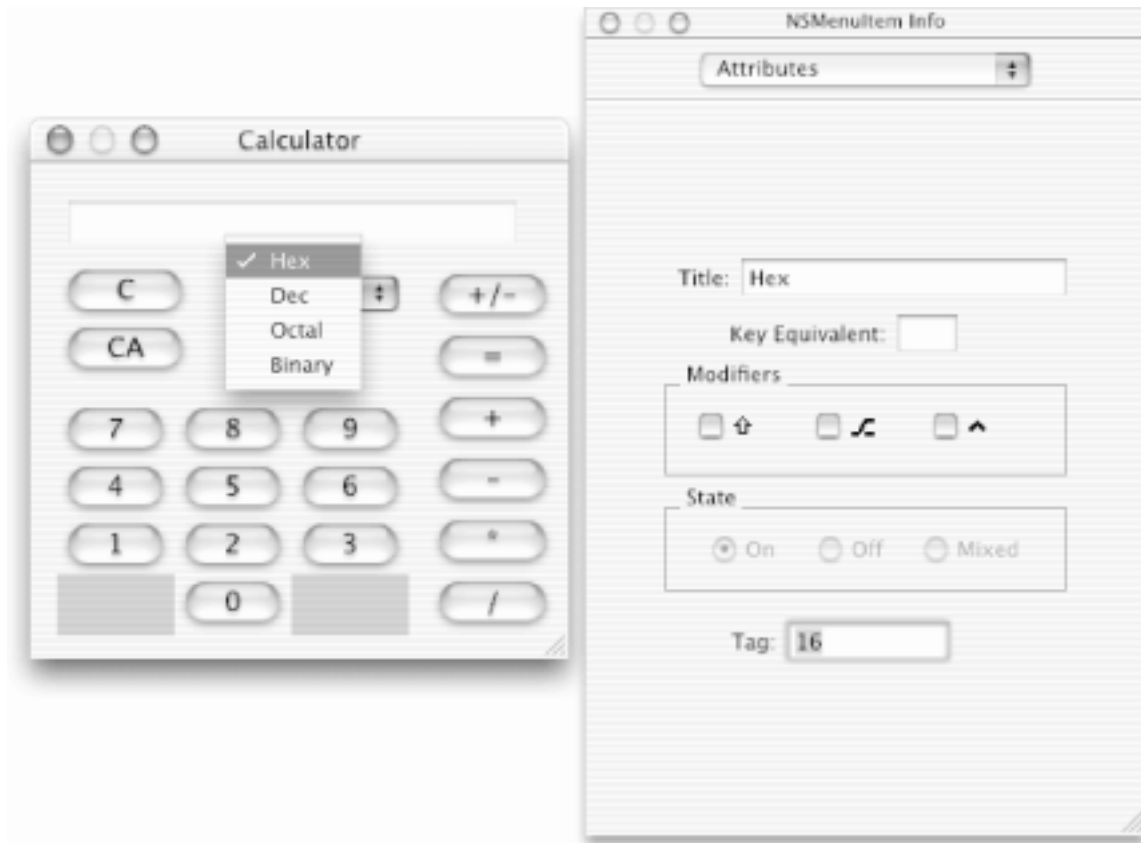 Calculator
Hex
Dec
Octal
Binary
C
CA
+/-
=
7 8 9 +
4 5 6 -
1 2 3 *
0 /
NSMenuItem Info
Attributes
Title: Hex
Key Equivalent:
Modifiers
State
On Off Mixed
Tag: 16